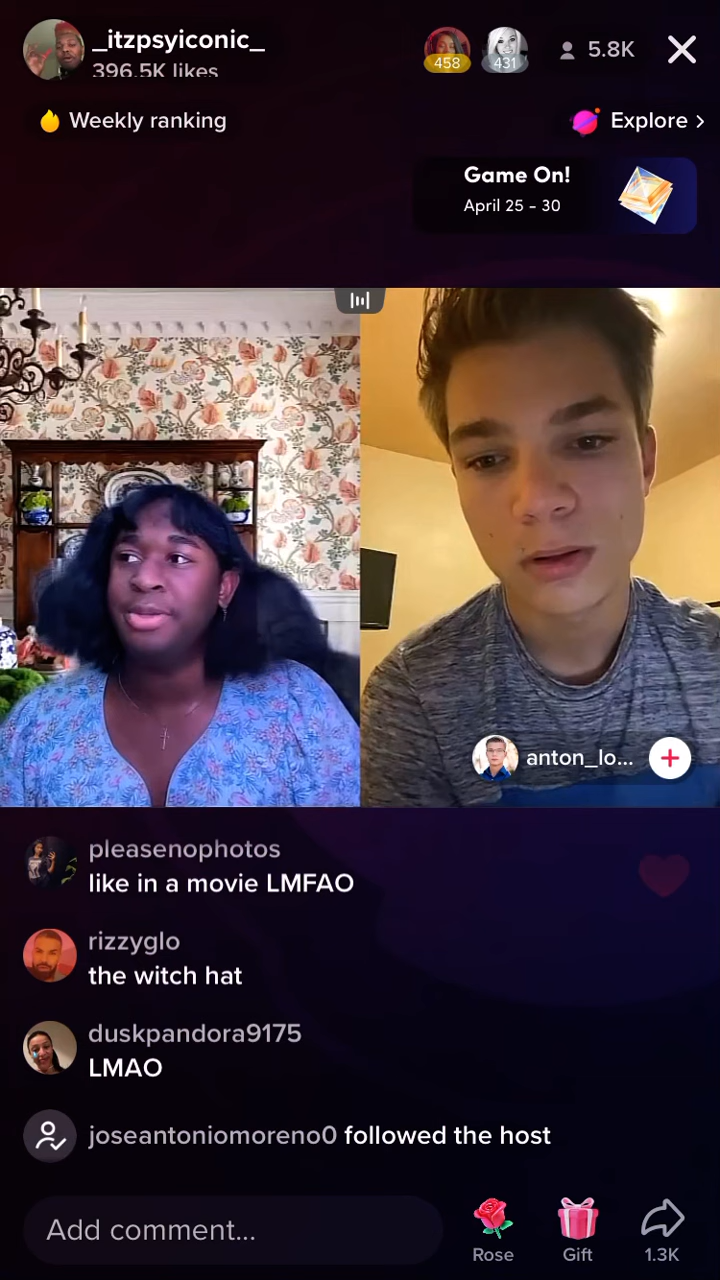 _itzpsyiconic_
396.5K likes
458
431
5.8K
Weekly ranking
Explore >
Game On!
April 25 - 30
anton_lo...
pleasenophotos
like in a movie LMFAO
rizzyglo
the witch hat
duskpandora9175
LMAO
joseantoniomoreno0 followed the host
Add comment...
Rose
Gift
1.3K